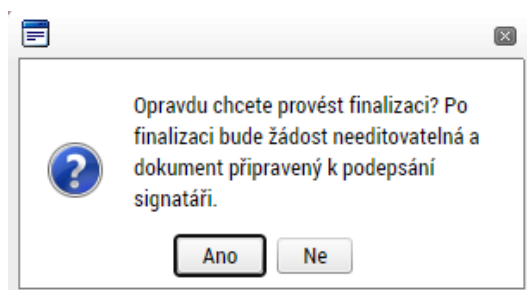 Opravdu chcete provést finalizaci? Po
finalizaci bude žádost needitovatelná a
dokument připravený k podepsání
signatáři.
Ano Ne